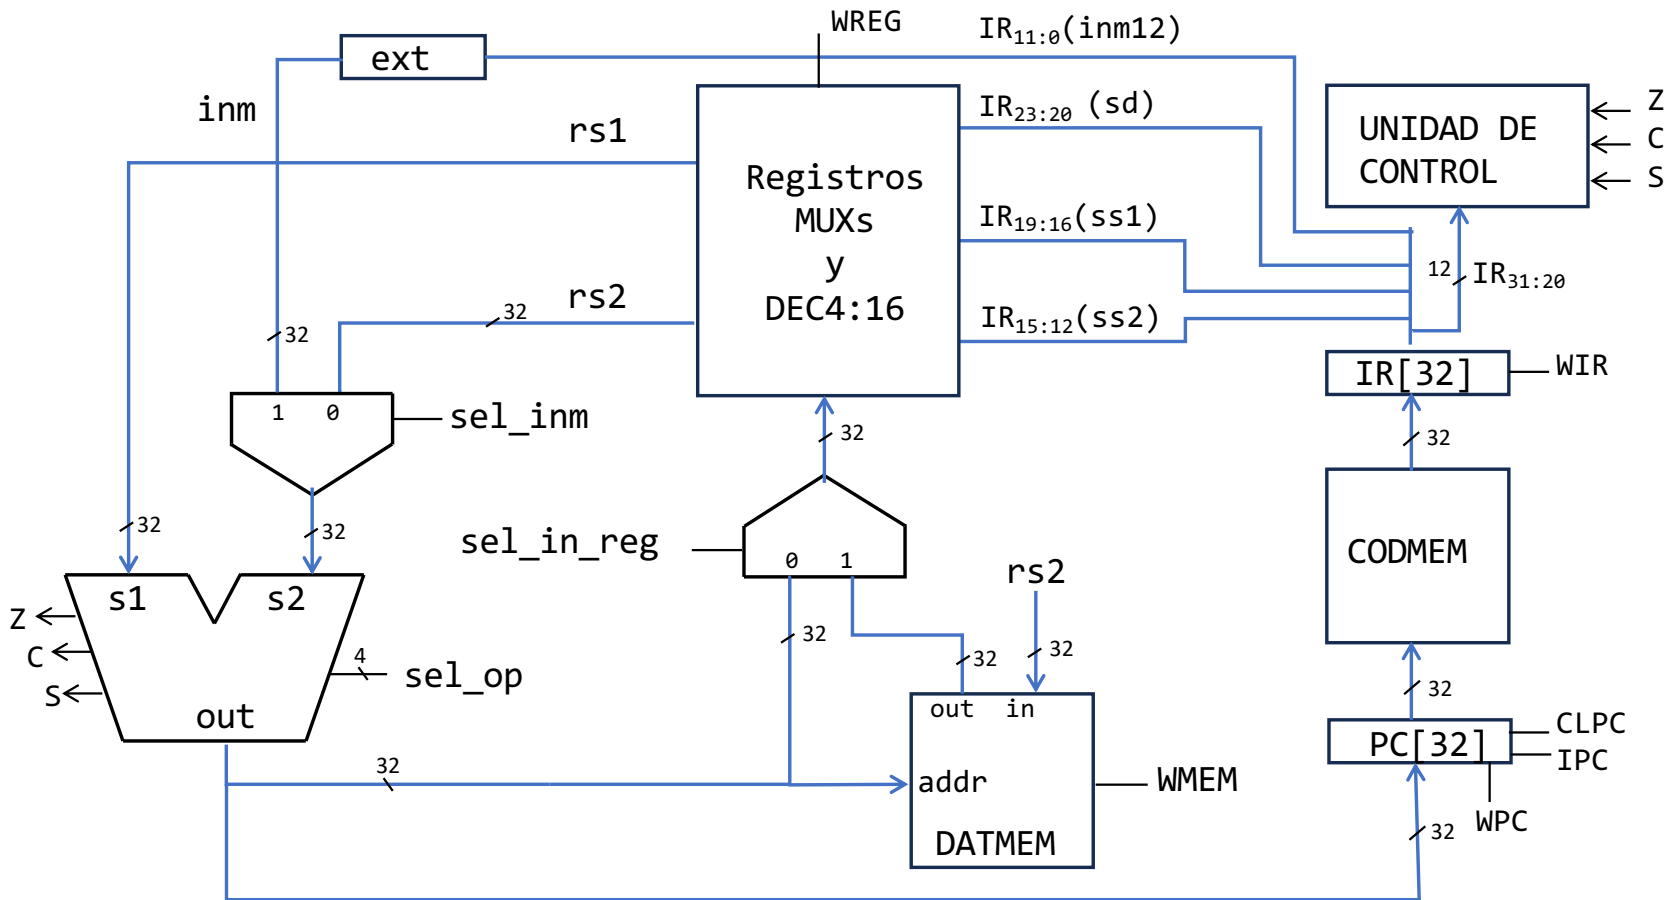 WREG
IR11:0(inm12)
ext
inm
rs1
IR23:20 (sd)
Z
C
S
UNIDAD DE
CONTROL
Registros
MUXs
y
DEC4:16
IR19:16(ss1)
12
IR31:20
rs2
32
IR15:12(ss2)
32
IR[32]
WIR
1 0
sel_inm
32
32
32
32
sel_in_reg
0 1
CODMEM
rs2
s1 s2
Z
C
S
4
sel_op
out
32
32
32
32
out in
CLPC
PC[32]
IPC
32
addr
WMEM
WPC
32
DATMEM